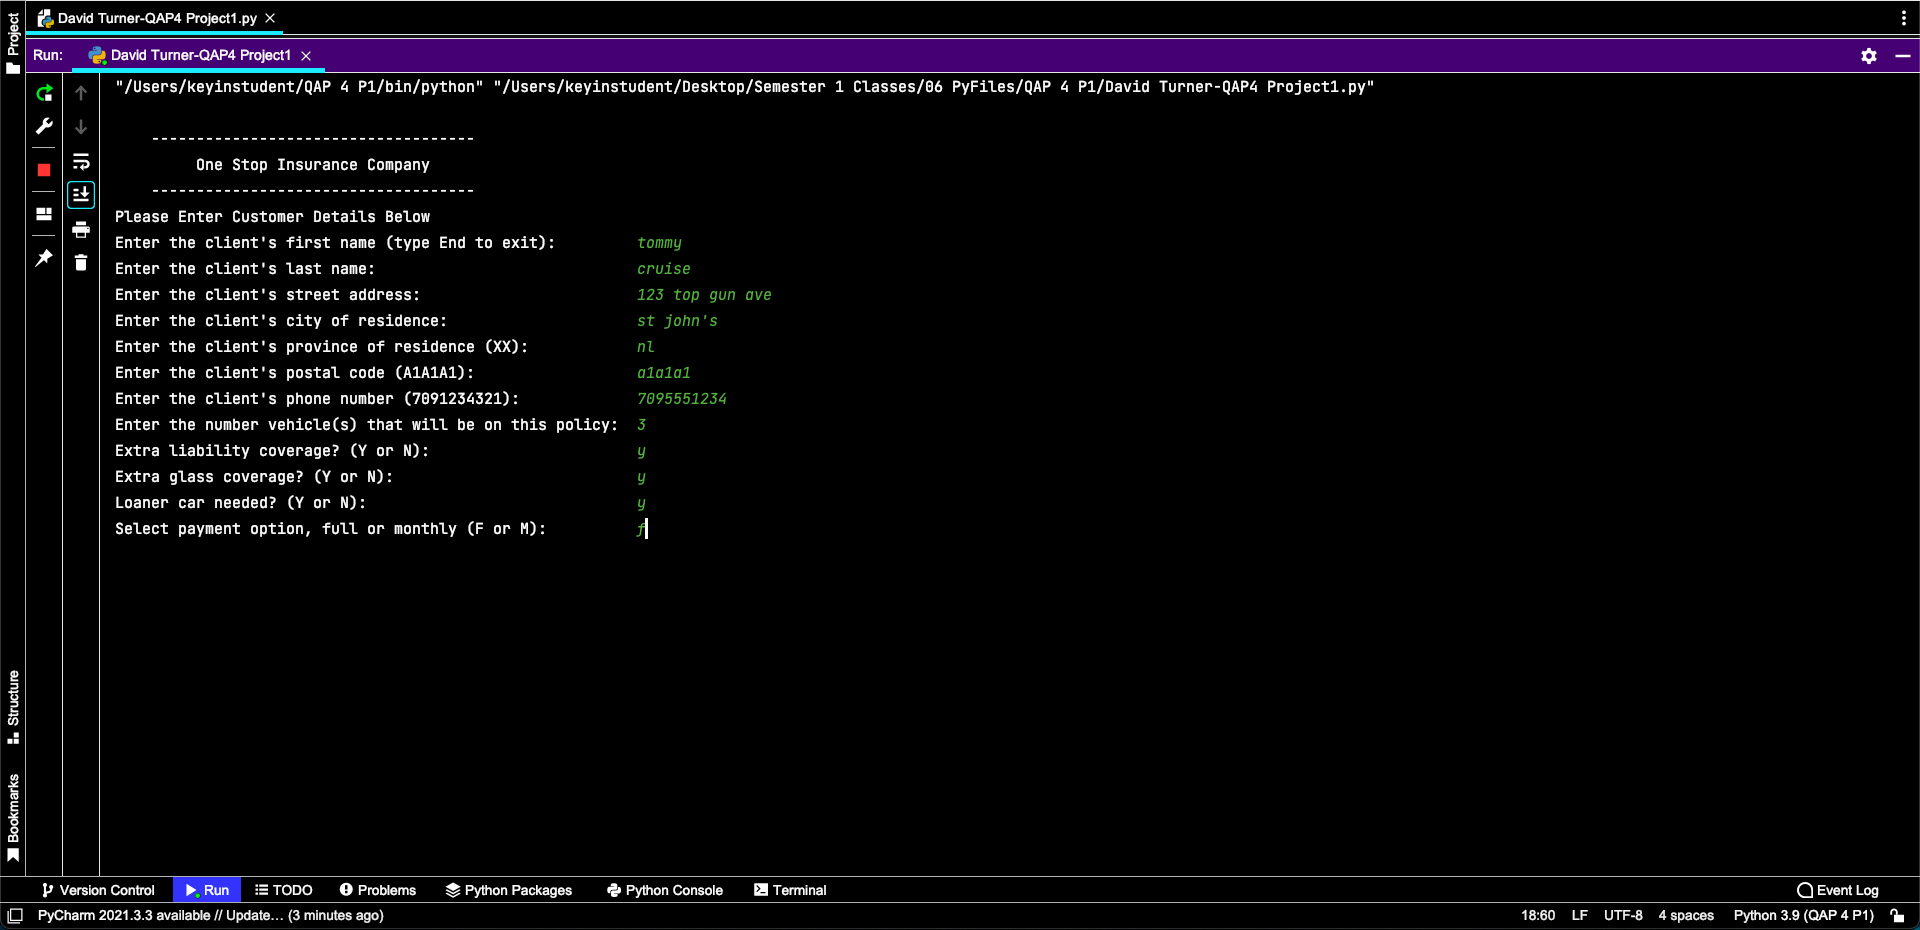 David Turner-QAP4 Project1.py
Project
Run: David Turner-QAP4 Project1
"/Users/keyinstudent/QAP 4 P1/bin/python" "/Users/keyinstudent/Desktop/Semester 1 Classes/06 PyFiles/QAP 4 P1/David Turner-QAP4 Project1.py"
------------------------------------
One Stop Insurance Company
------------------------------------
Please Enter Customer Details Below
Enter the client's first name (type End to exit): tommy
Enter the client's last name: cruise
Enter the client's street address: 123 top gun ave
Enter the client's city of residence: st john's
Enter the client's province of residence (XX): nl
Enter the client's postal code (A1A1A1): a1a1a1
Enter the client's phone number (7091234321): 7095551234
Enter the number vehicle(s) that will be on this policy: 3
Extra liability coverage? (Y or N): y
Extra glass coverage? (Y or N): y
Loaner car needed? (Y or N): y
Select payment option, full or monthly (F or M): f
Structure
Bookmarks
Version Control Run TODO Problems Python Packages Python Console Terminal Event Log
PyCharm 2021.3.3 available // Update... (3 minutes ago) 18:60 LF UTF-8 4 spaces Python 3.9 (QAP 4 P1)